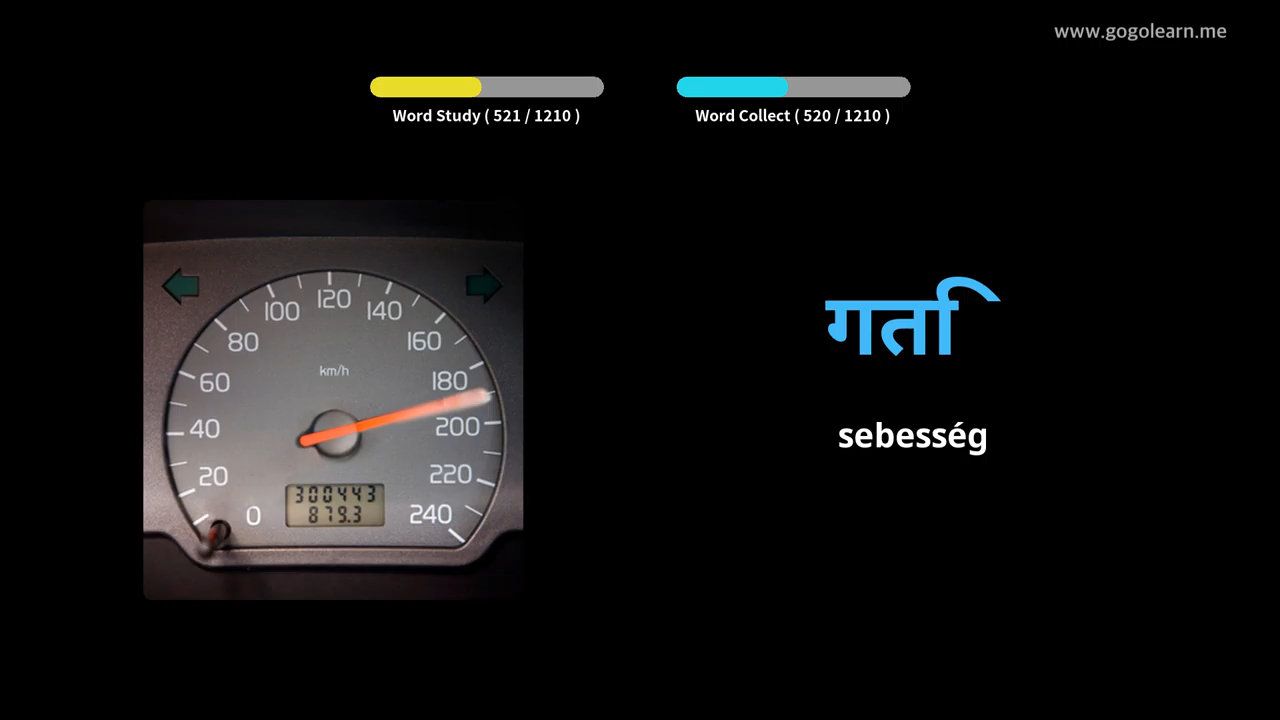 www.gogolearn.me
Word Study ( 521 / 1210 )
Word Collect ( 520 / 1210 )
गति
sebesség
0
20
40
60
80
100
120
140
160
180
200
220
240
km/h
300443
879.3